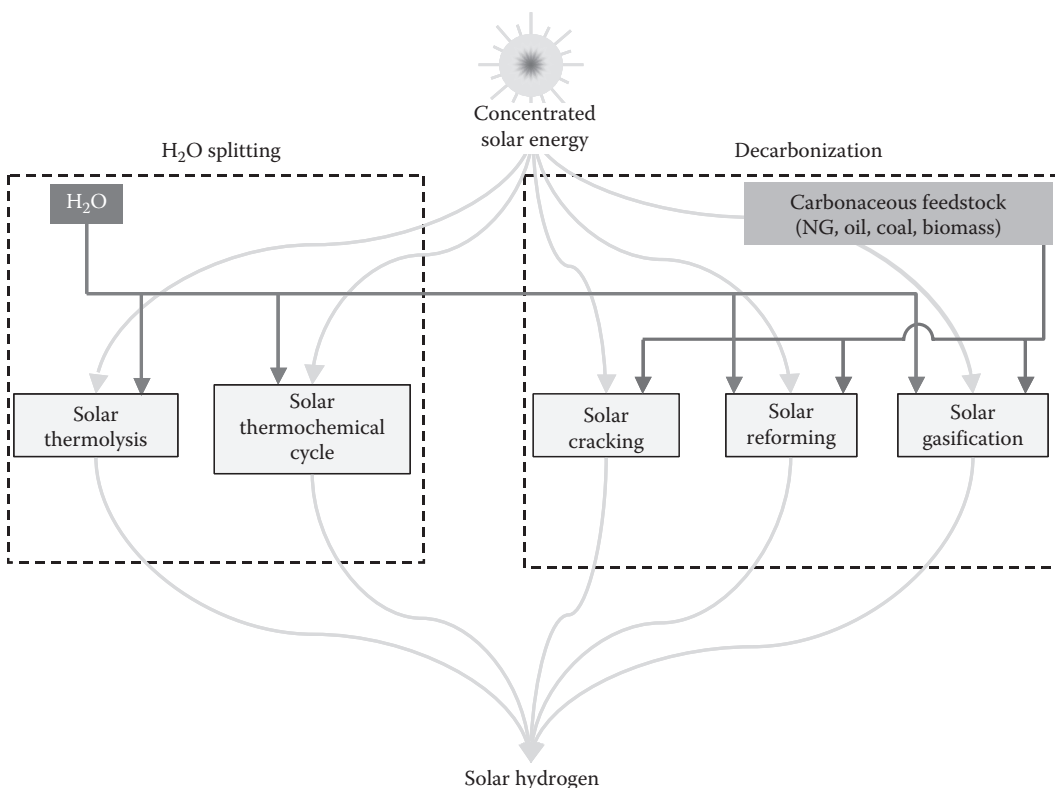 Concentrated
solar energy
H₂O splitting
Decarbonization
H₂O
Carbonaceous feedstock
(NG, oil, coal, biomass)
Solar
thermolysis
Solar
thermochemical
cycle
Solar
cracking
Solar
reforming
Solar
gasification
Solar hydrogen